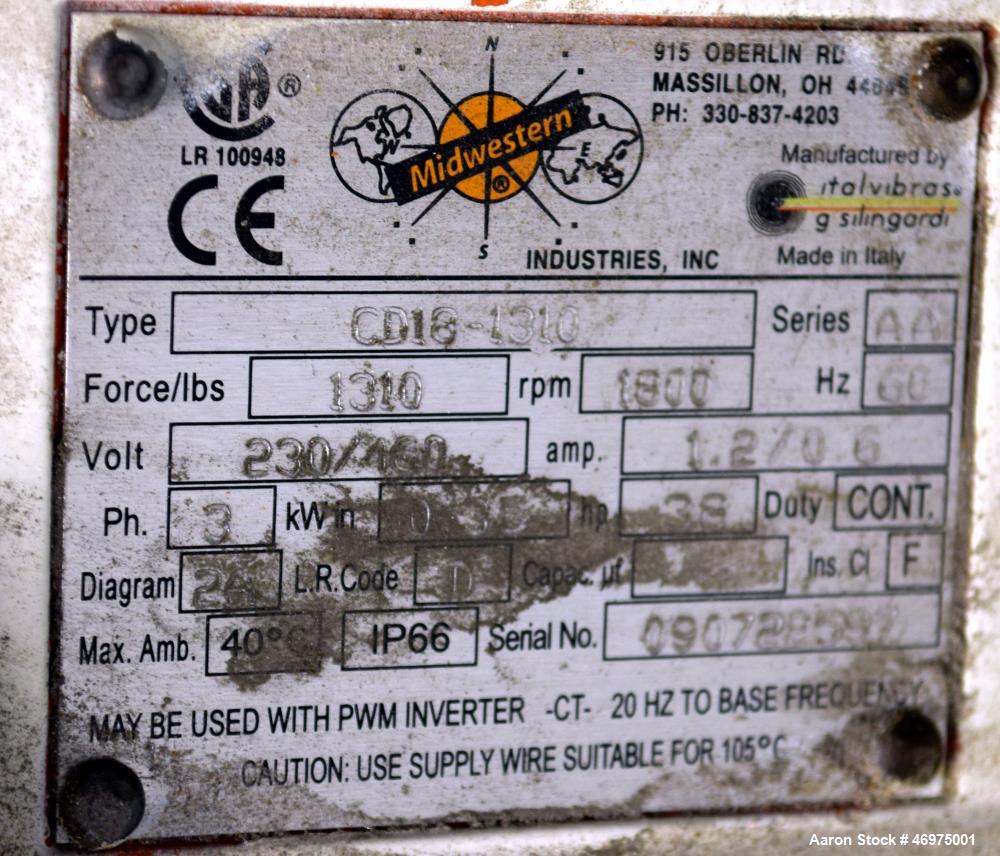 N
915 OBERLIN RD
MASSILLON, OH
PH: 330-837-4203
®
LR 100948
CE
W Midwestern E
®
S
INDUSTRIES, INC
Manufactured by
italvibras®
g silingardi
Made in Italy
Type CD18-1310 Series AA
Force/lbs 1310 rpm 1800 Hz 60
Volt 230/460 amp. 1.2/0.6
Ph. 3 kW in hp Duty CONT.
Diagram 2A L.R.Code D Capac. µf Ins. Cl F
Max. Amb. 40°C IP66 Serial No.
MAY BE USED WITH PWM INVERTER -CT- 20 HZ TO BASE FREQUENCY
CAUTION: USE SUPPLY WIRE SUITABLE FOR 105°C
Aaron Stock # 46975001